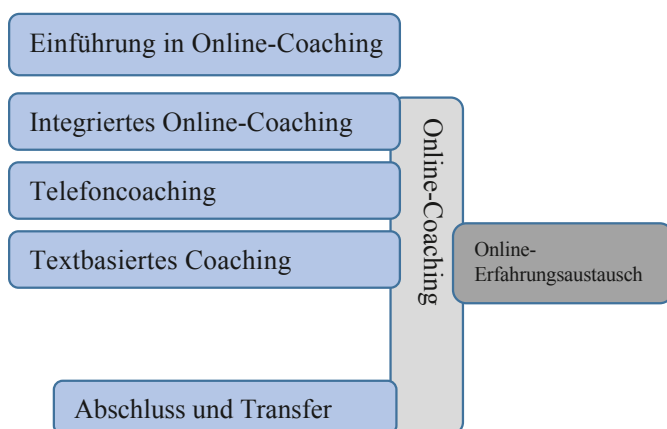 Einführung in Online-Coaching
Integriertes Online-Coaching
Telefoncoaching
Textbasiertes Coaching
Online-Coaching
Online-
Erfahrungsaustausch
Abschluss und Transfer